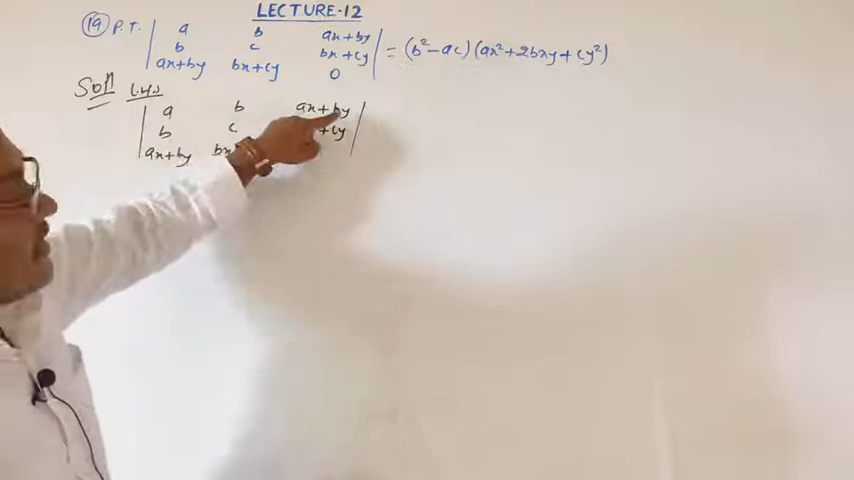 LECTURE-12
19. P.T. | a b ax+by |
| b c bx+cy | = (b²-ac)(ax²+2bxy+cy²)
| ax+by bx+cy 0 |
Solⁿ LHS
| a b ax+by |
| b c +cy |
| ax+by |